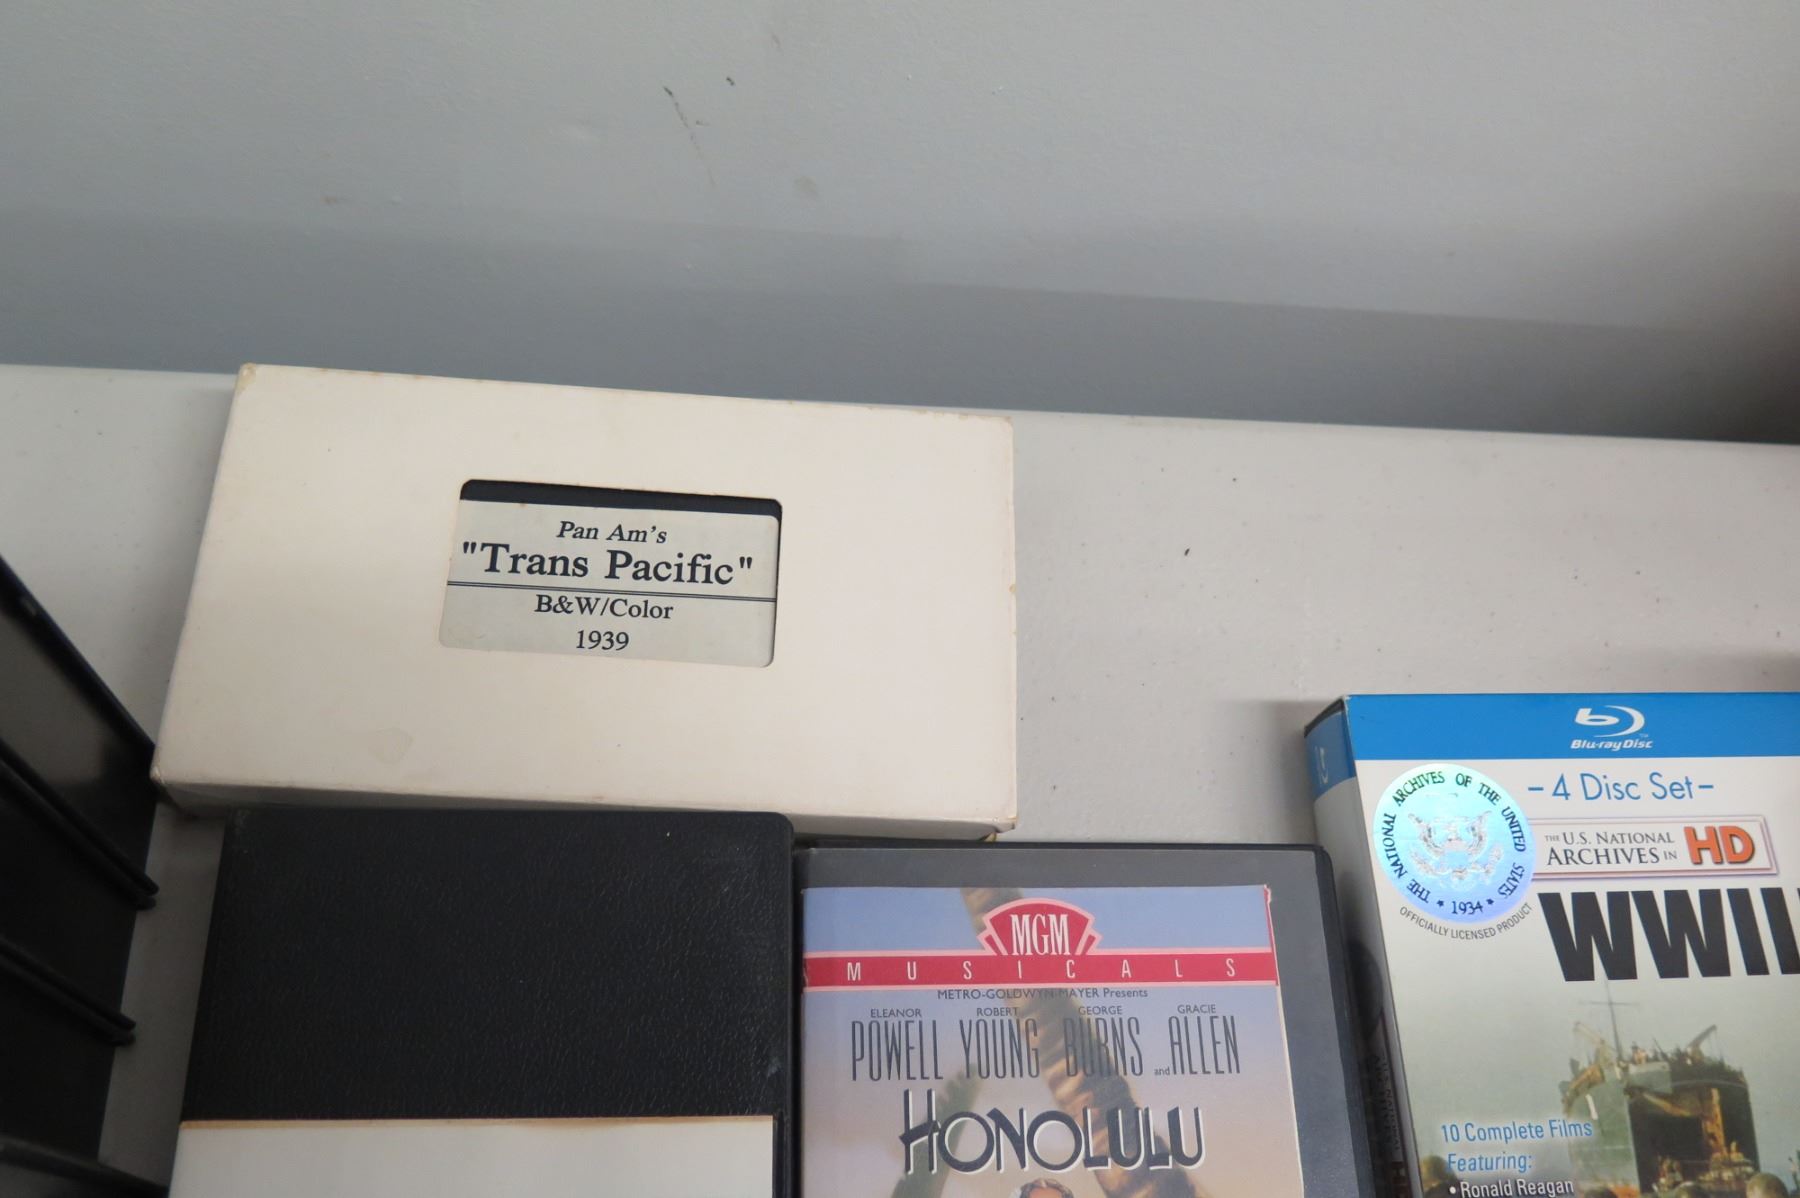 Pan Am's
"Trans Pacific"
B&W/Color
1939
MGM
MUSICALS
METRO-GOLDWYN-MAYER Presents
ELEANOR ROBERT GEORGE GRACIE
POWELL YOUNG BURNS and ALLEN
HONOLULU
Blu-ray Disc
-4 Disc Set-
THE NATIONAL ARCHIVES OF THE UNITED STATES
* 1934 *
OFFICIALLY LICENSED PRODUCT
THE U.S. NATIONAL
ARCHIVES IN HD
WWII
10 Complete Films
Featuring:
• Ronald Reagan